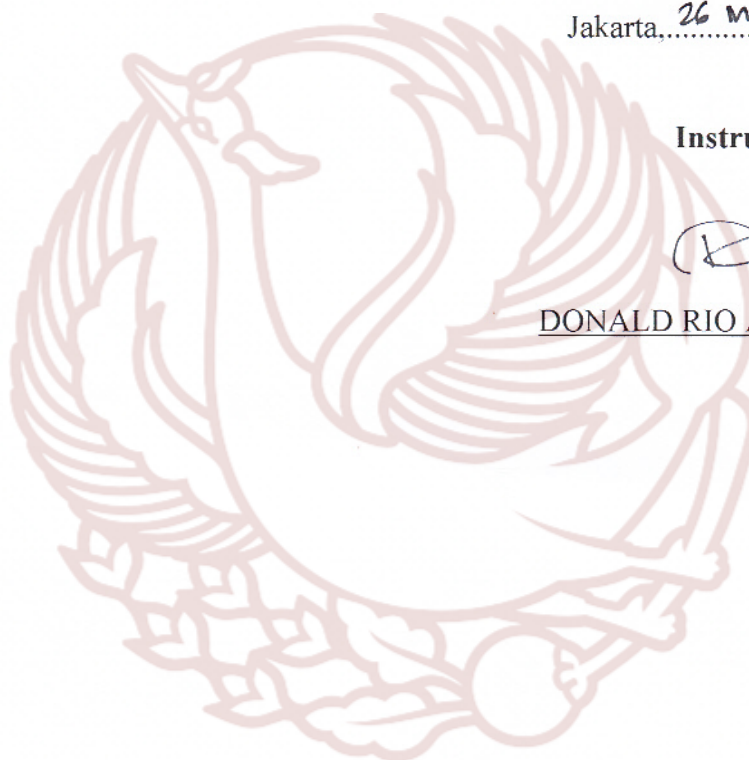 Jakarta,............ 26 M
Instru
DONALD RIO A